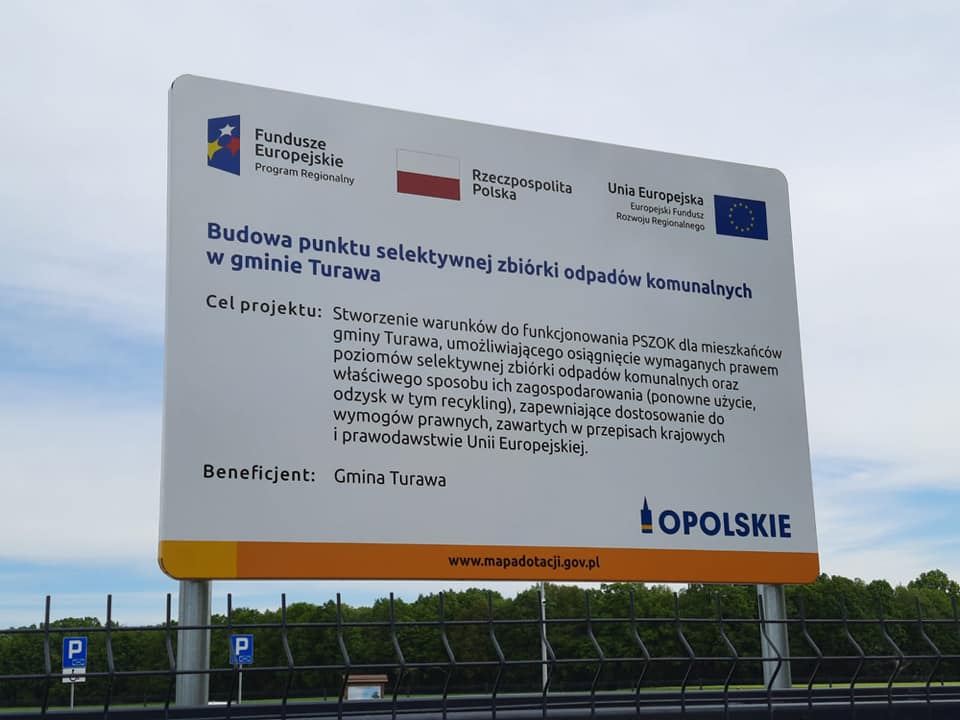 Fundusze
Europejskie
Program Regionalny
Rzeczpospolita
Polska
Unia Europejska
Europejski Fundusz
Rozwoju Regionalnego
Budowa punktu selektywnej zbiórki odpadów komunalnych
w gminie Turawa
Cel projektu: Stworzenie warunków do funkcjonowania PSZOK dla mieszkańców
gminy Turawa, umożliwiającego osiągnięcie wymaganych prawem
poziomów selektywnej zbiórki odpadów komunalnych oraz
właściwego sposobu ich zagospodarowania (ponowne użycie,
odzysk w tym recykling), zapewniające dostosowanie do
wymogów prawnych, zawartych w przepisach krajowych
i prawodawstwie Unii Europejskiej.
Beneficjent: Gmina Turawa
OPOLSKIE
www.mapadotacji.gov.pl
P
P